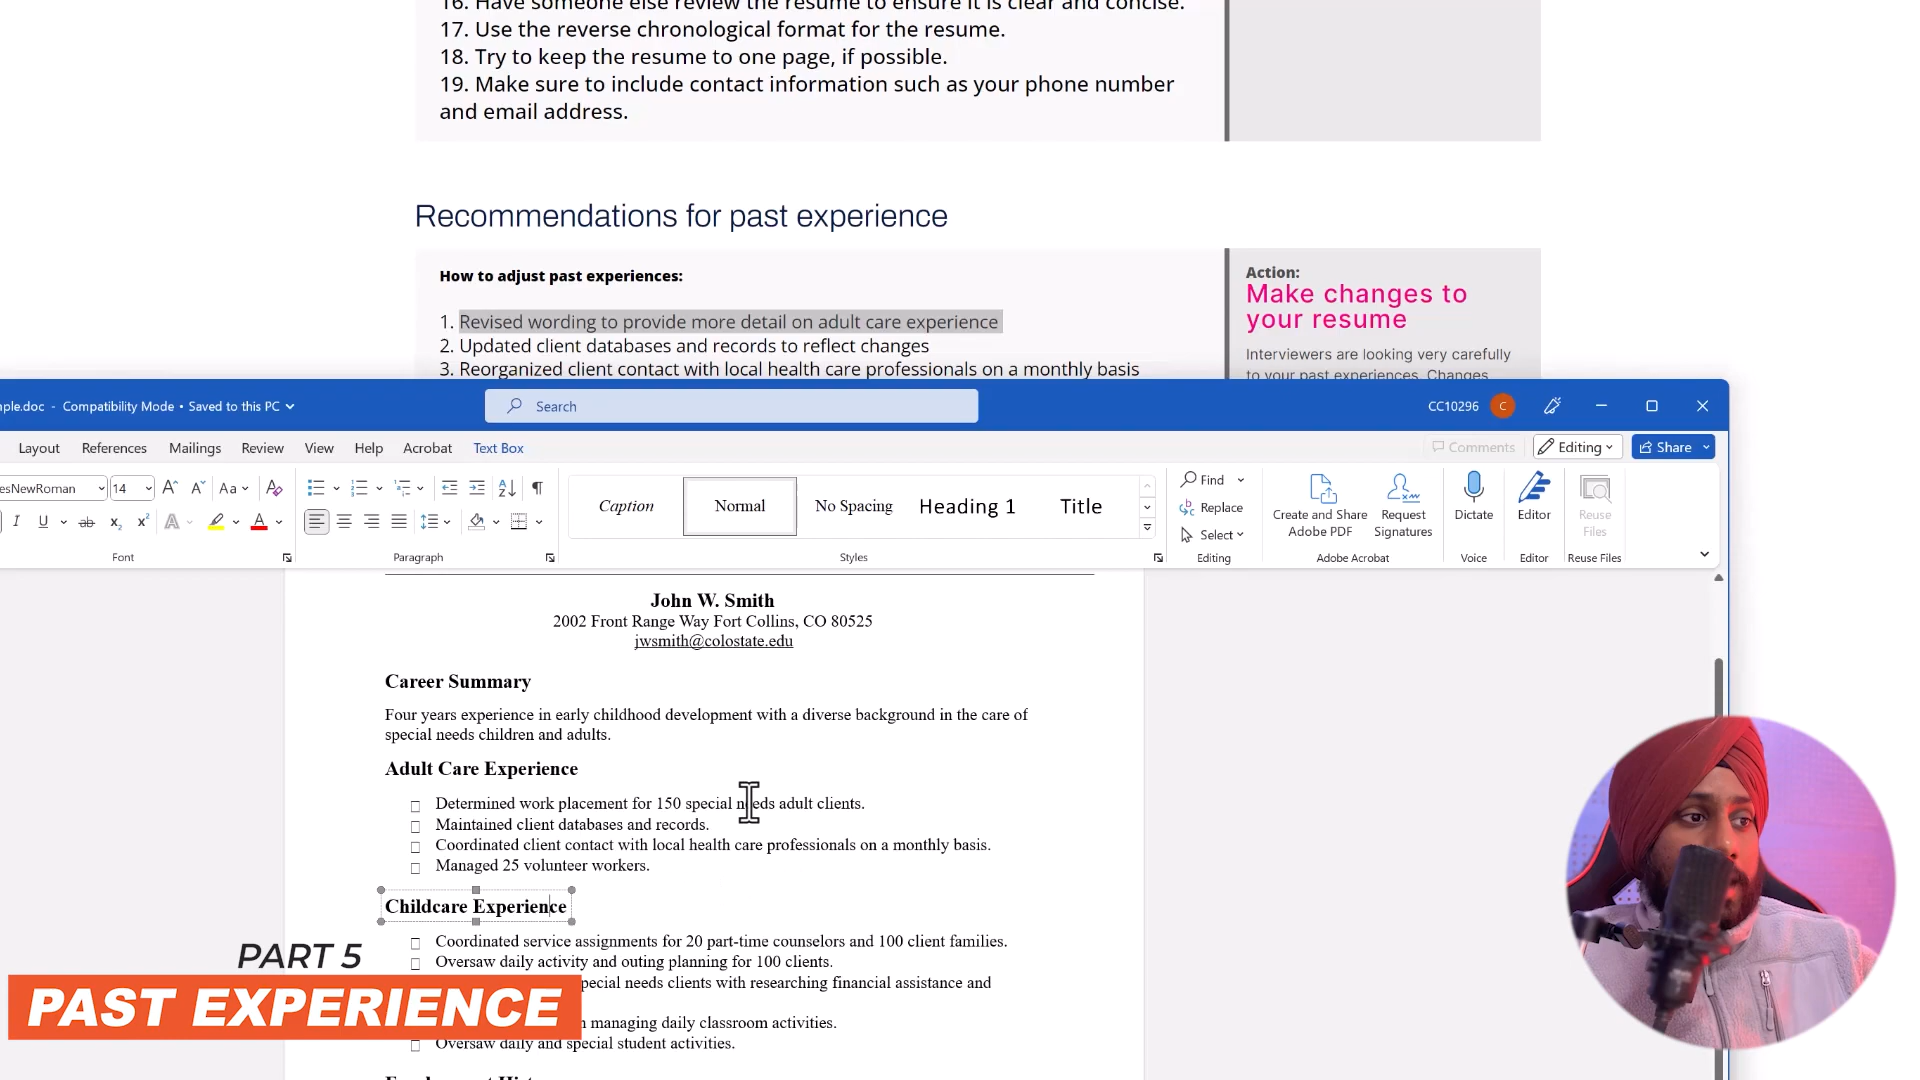 16. Have someone else review the resume to ensure it is clear and concise.
17. Use the reverse chronological format for the resume.
18. Try to keep the resume to one page, if possible.
19. Make sure to include contact information such as your phone number
and email address.
Recommendations for past experience
How to adjust past experiences:
1. Revised wording to provide more detail on adult care experience
2. Updated client databases and records to reflect changes
3. Reorganized client contact with local health care professionals on a monthly basis
Action:
Make changes to
your resume
Interviewers are looking very carefully
to your past experiences. Changes
ple.doc - Compatibility Mode • Saved to this PC
Search
CC10296
C
Layout
References
Mailings
Review
View
Help
Acrobat
Text Box
Comments
Editing
Share
esNewRoman
14
Font
Paragraph
Caption
Normal
No Spacing
Heading 1
Title
Styles
Find
Replace
Select
Editing
Create and Share
Adobe PDF
Request
Signatures
Adobe Acrobat
Dictate
Voice
Editor
Editor
Reuse
Files
Reuse Files
John W. Smith
2002 Front Range Way Fort Collins, CO 80525
jwsmith@colostate.edu
Career Summary
Four years experience in early childhood development with a diverse background in the care of
special needs children and adults.
Adult Care Experience
Determined work placement for 150 special needs adult clients.
Maintained client databases and records.
Coordinated client contact with local health care professionals on a monthly basis.
Managed 25 volunteer workers.
Childcare Experience
Coordinated service assignments for 20 part-time counselors and 100 client families.
Oversaw daily activity and outing planning for 100 clients.
pecial needs clients with researching financial assistance and
managing daily classroom activities.
Oversaw daily and special student activities.
PART 5
PAST EXPERIENCE